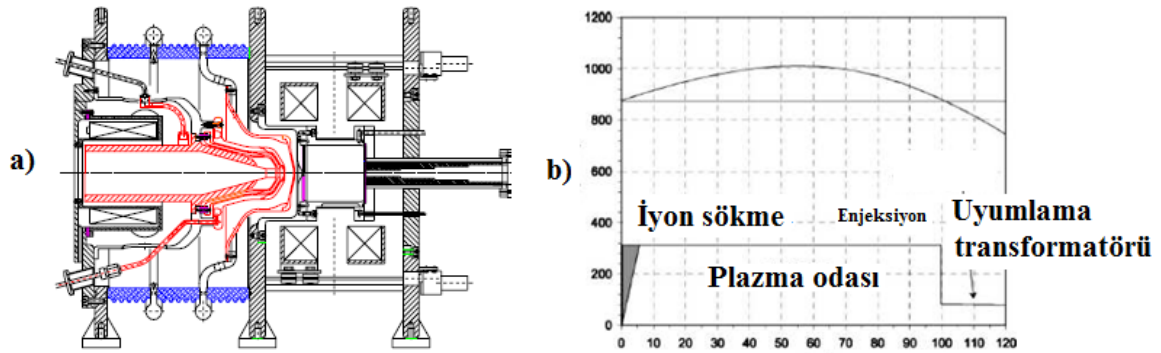 a)
b)
1200
1000
800
600
400
200
0
İyon sökme
Enjeksiyon
Uyumlama
transformatörü
Plazma odası
0 10 20 30 40 50 60 70 80 90 100 110 120